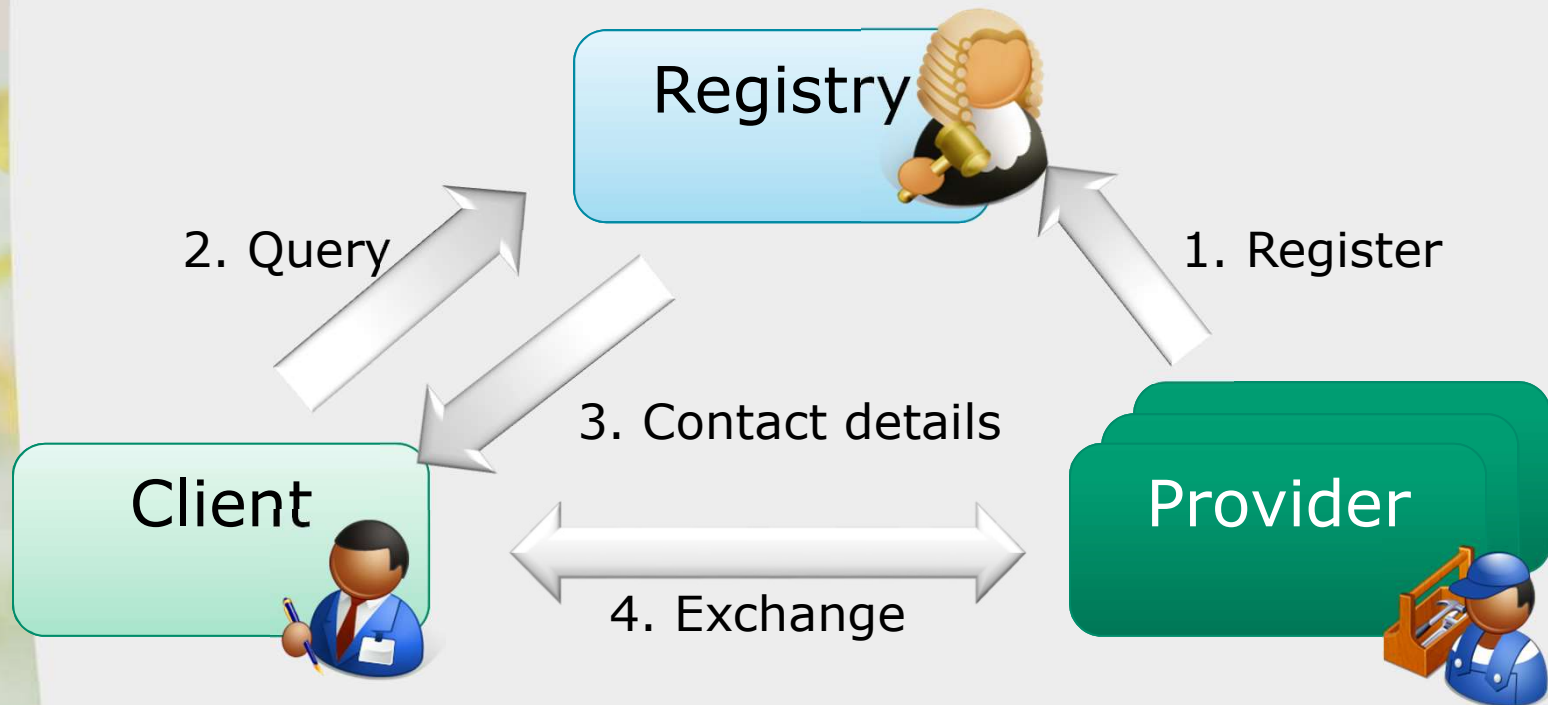 Registry
2. Query
1. Register
3. Contact details
Client
Provider
4. Exchange